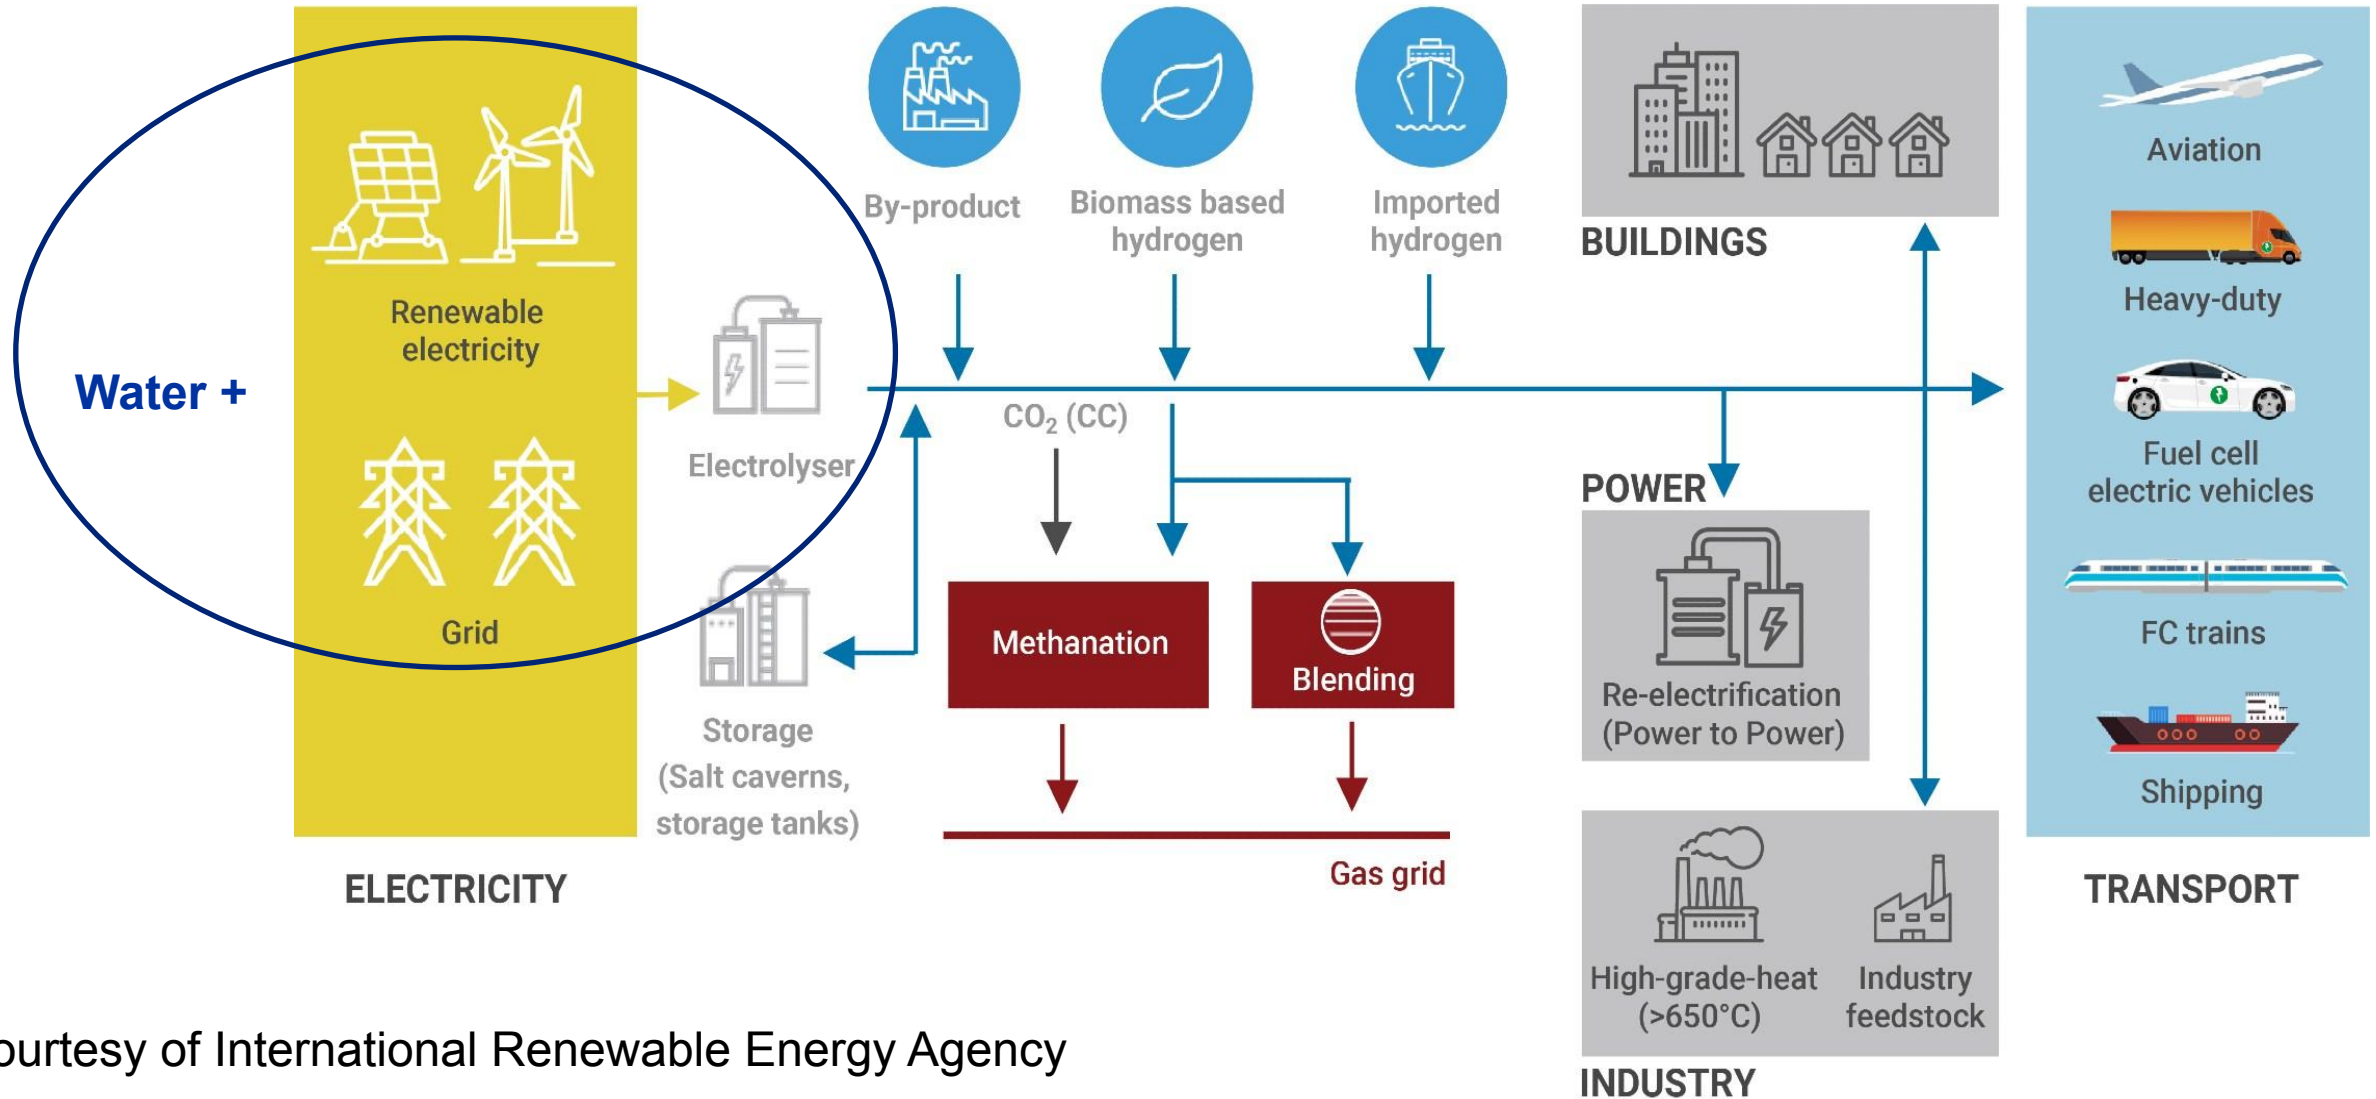 Water +
Renewable
electricity
Grid
ELECTRICITY
Electrolyser
Storage
(Salt caverns,
storage tanks)
By-product
Biomass based
hydrogen
Imported
hydrogen
CO₂ (CC)
Methanation
Blending
Gas grid
BUILDINGS
POWER
Re-electrification
(Power to Power)
High-grade-heat
(>650°C)
Industry
feedstock
INDUSTRY
Aviation
Heavy-duty
Fuel cell
electric vehicles
FC trains
Shipping
TRANSPORT
ourtesy of International Renewable Energy Agency